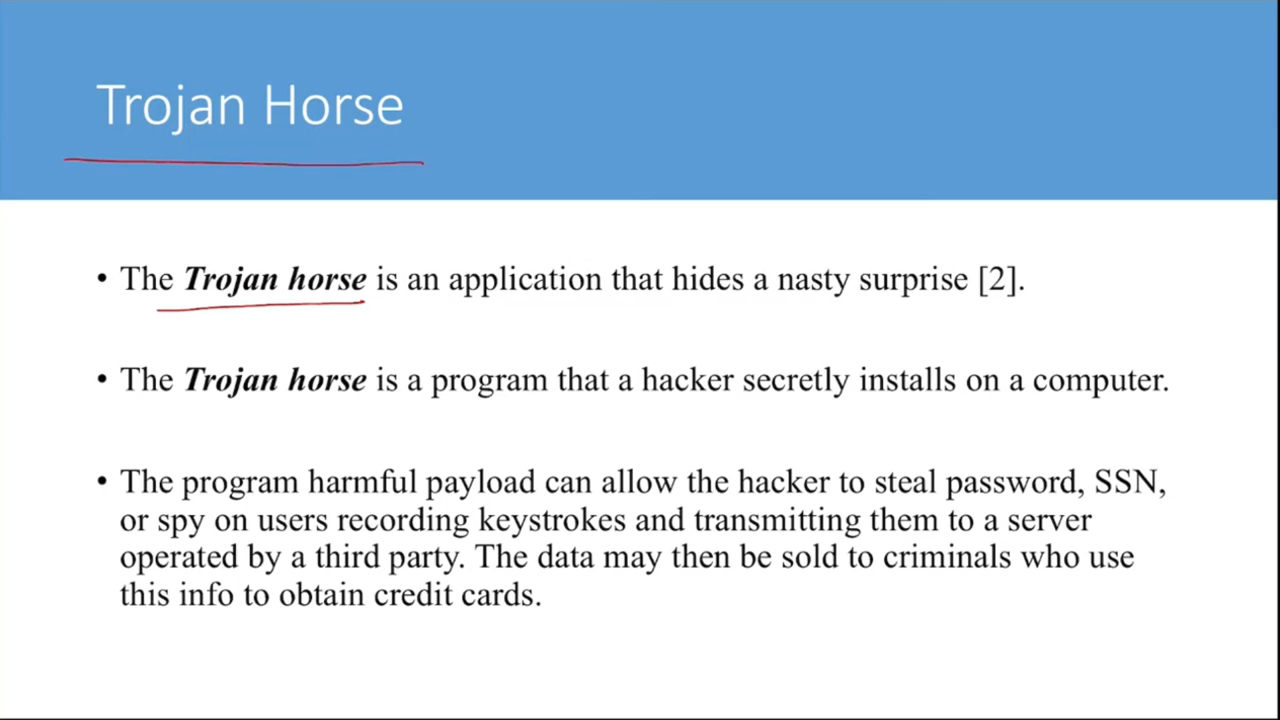 Trojan Horse
• The Trojan horse is an application that hides a nasty surprise [2].
• The Trojan horse is a program that a hacker secretly installs on a computer.
• The program harmful payload can allow the hacker to steal password, SSN,
or spy on users recording keystrokes and transmitting them to a server
operated by a third party. The data may then be sold to criminals who use
this info to obtain credit cards.